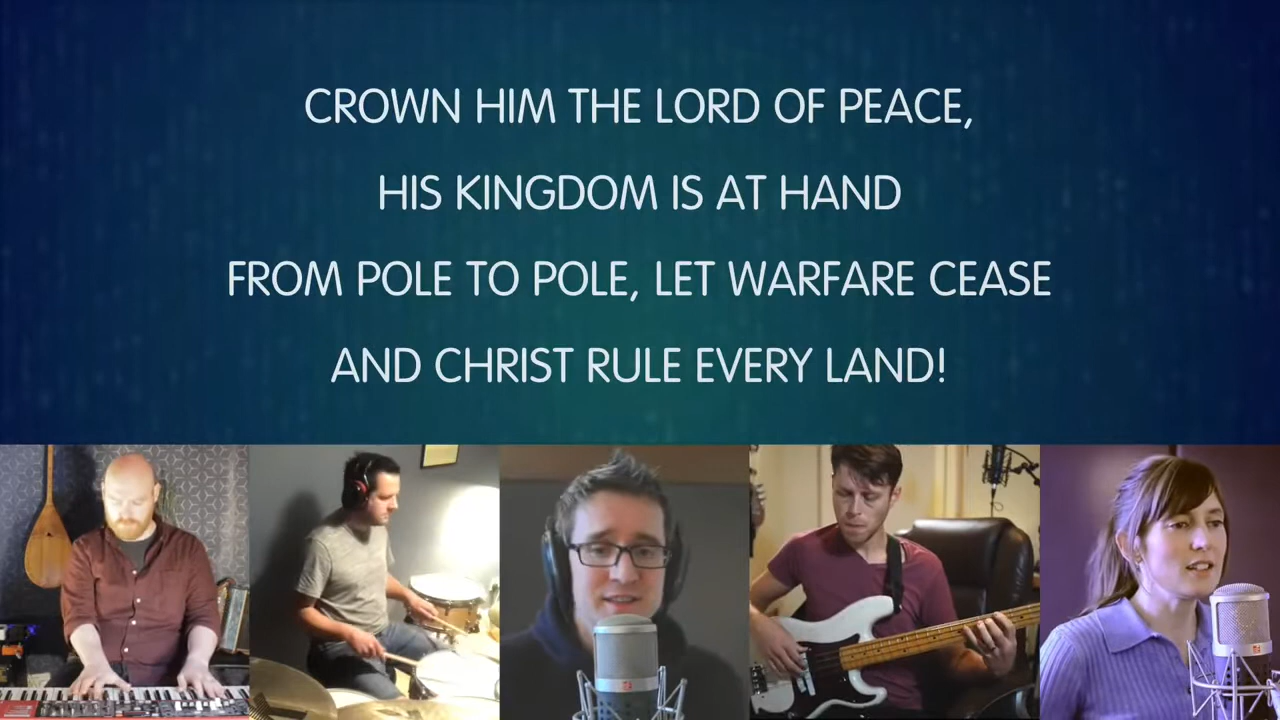 CROWN HIM THE LORD OF PEACE,
HIS KINGDOM IS AT HAND
FROM POLE TO POLE, LET WARFARE CEASE
AND CHRIST RULE EVERY LAND!